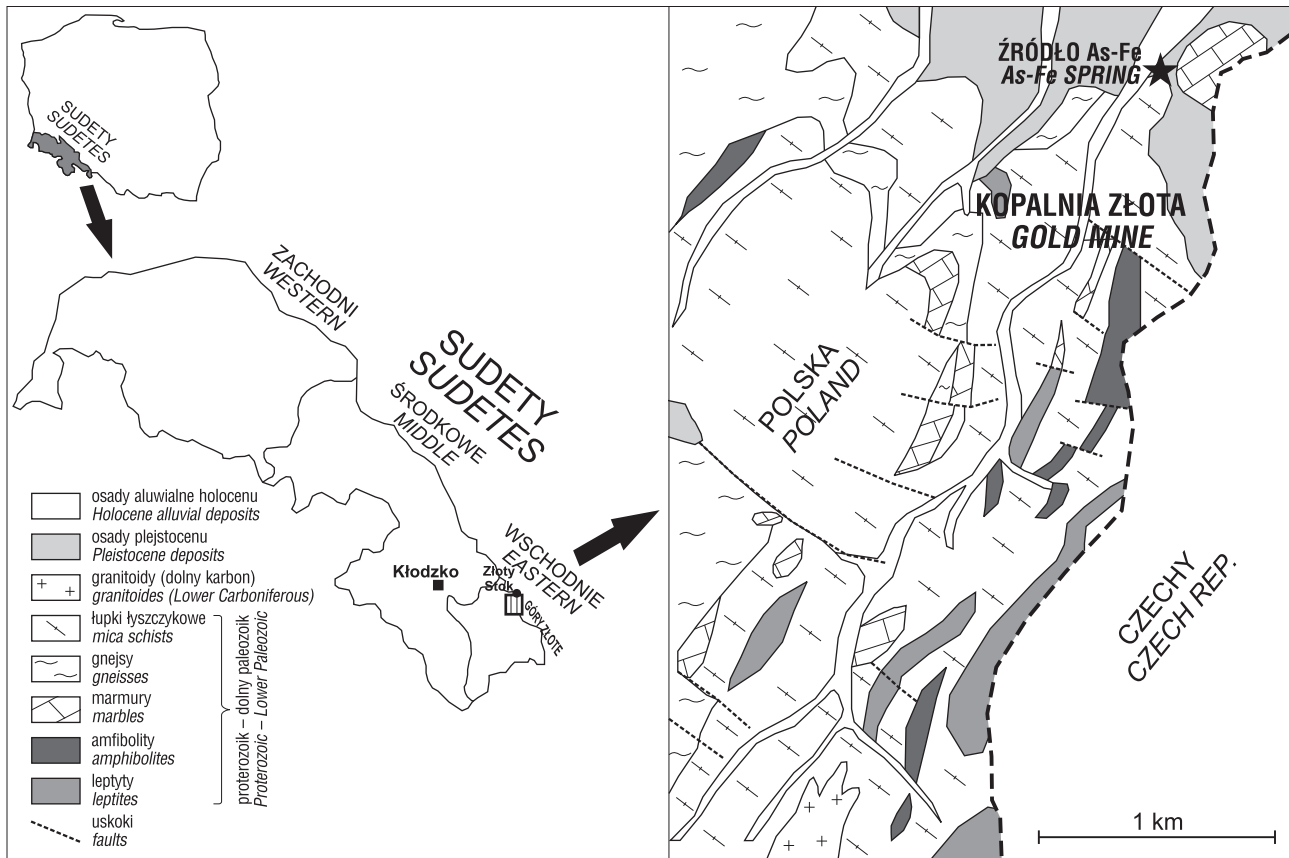 SUDETY
SUDETES
ZACHODNI
WESTERN
SUDETY
SUDETES
ŚRODKOWE
MIDDLE
WSCHODNIE
EASTERN
Kłodzko
Złoty
Stok
GÓRY ZŁOTE
osady aluwialne holocenu
Holocene alluvial deposits
osady plejstocenu
Pleistocene deposits
granitoidy (dolny karbon)
granitoides (Lower Carboniferous)
łupki łyszczykowe
mica schists
gnejsy
gneisses
marmury
marbles
amfibolity
amphibolites
leptyty
leptites
uskoki
faults
proterozoik – dolny paleozoik
Proterozoic – Lower Paleozoic
ŹRÓDŁO As-Fe
As-Fe SPRING
KOPALNIA ZŁOTA
GOLD MINE
POLSKA
POLAND
CZECHY
CZECH REP.
1 km